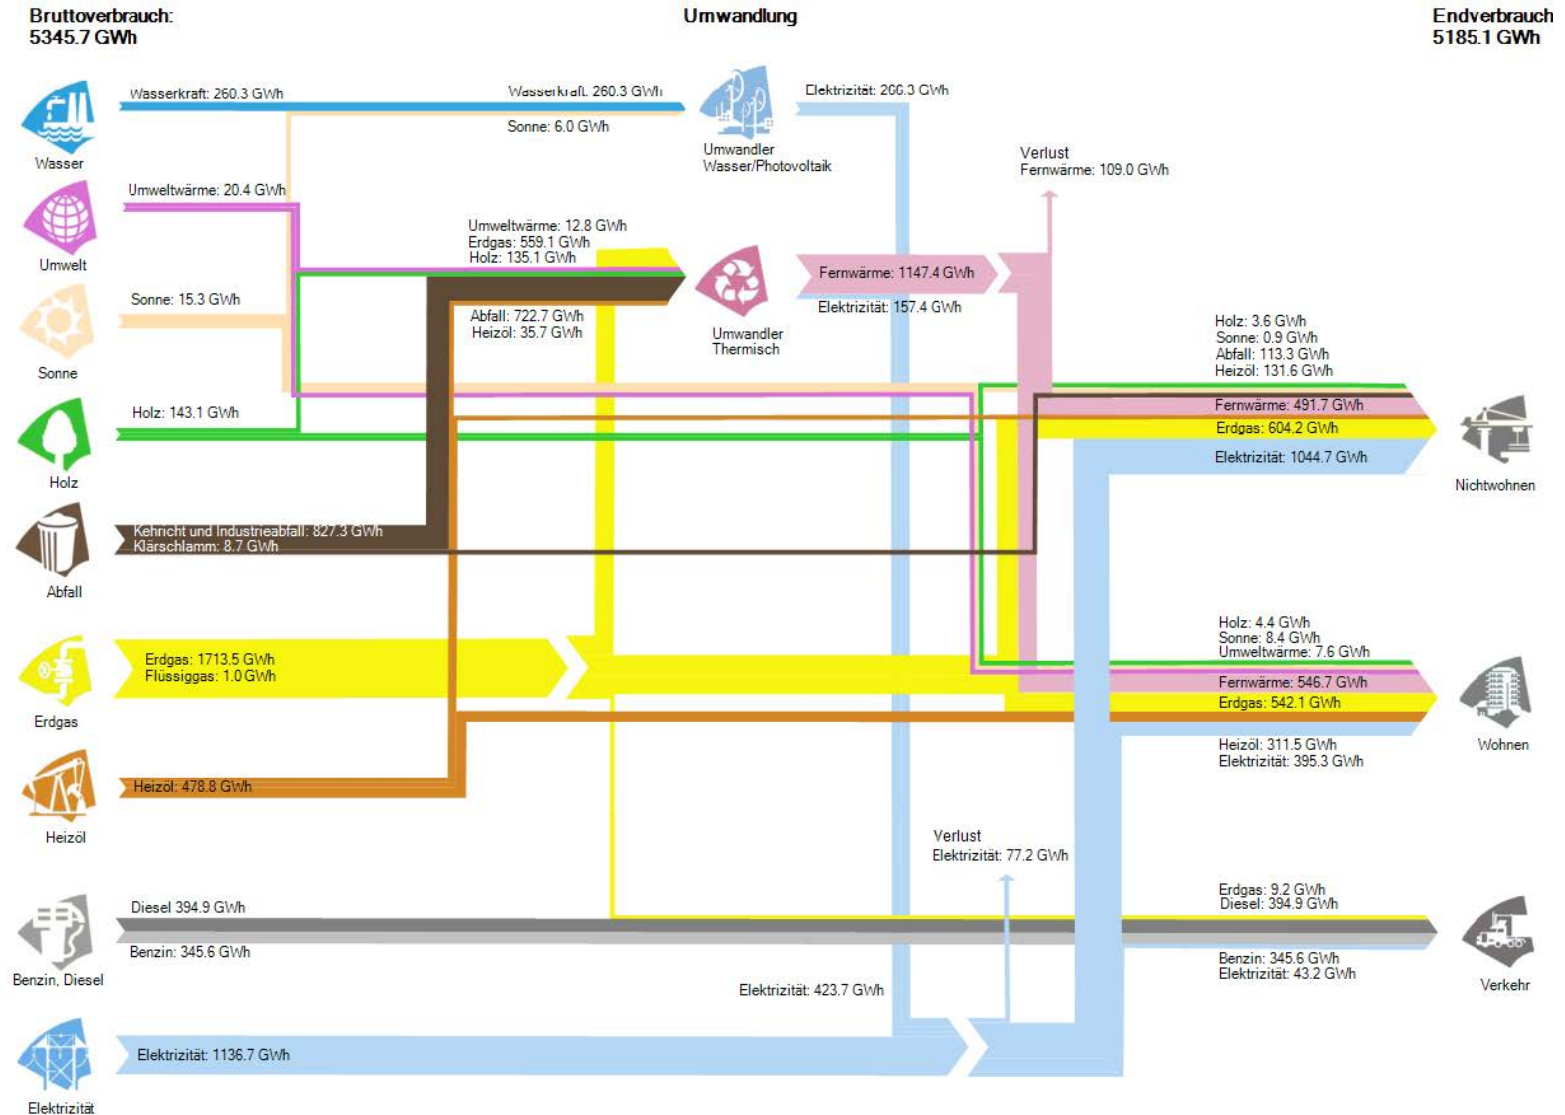 Bruttoverbrauch:
5345.7 GWh
Umwandlung
Endverbrauch
5185.1 GWh
Wasserkraft: 260.3 GWh
Wasserkraft: 260.3 GWh
Sonne: 6.0 GWh
Elektrizität: 266.3 GWh
Wasser
Umwandler
Wasser/Photovoltaik
Verlust
Fernwärme: 109.0 GWh
Umweltwärme: 20.4 GWh
Umwelt
Umweltwärme: 12.8 GWh
Erdgas: 559.1 GWh
Holz: 135.1 GWh
Abfall: 722.7 GWh
Heizöl: 35.7 GWh
Fernwärme: 1147.4 GWh
Elektrizität: 157.4 GWh
Umwandler
Thermisch
Sonne: 15.3 GWh
Sonne
Holz: 3.6 GWh
Sonne: 0.9 GWh
Abfall: 113.3 GWh
Heizöl: 131.6 GWh
Fernwärme: 491.7 GWh
Erdgas: 604.2 GWh
Elektrizität: 1044.7 GWh
Nichtwohnen
Holz: 143.1 GWh
Holz
Kehricht und Industrieabfall: 827.3 GWh
Klärschlamm: 8.7 GWh
Abfall
Erdgas: 1713.5 GWh
Flüssiggas: 1.0 GWh
Erdgas
Holz: 4.4 GWh
Sonne: 8.4 GWh
Umweltwärme: 7.6 GWh
Fernwärme: 546.7 GWh
Erdgas: 542.1 GWh
Heizöl: 311.5 GWh
Elektrizität: 395.3 GWh
Wohnen
Heizöl: 478.8 GWh
Heizöl
Verlust
Elektrizität: 77.2 GWh
Diesel 394.9 GWh
Benzin: 345.6 GWh
Benzin, Diesel
Erdgas: 9.2 GWh
Diesel: 394.9 GWh
Benzin: 345.6 GWh
Elektrizität: 43.2 GWh
Verkehr
Elektrizität: 423.7 GWh
Elektrizität: 1136.7 GWh
Elektrizität